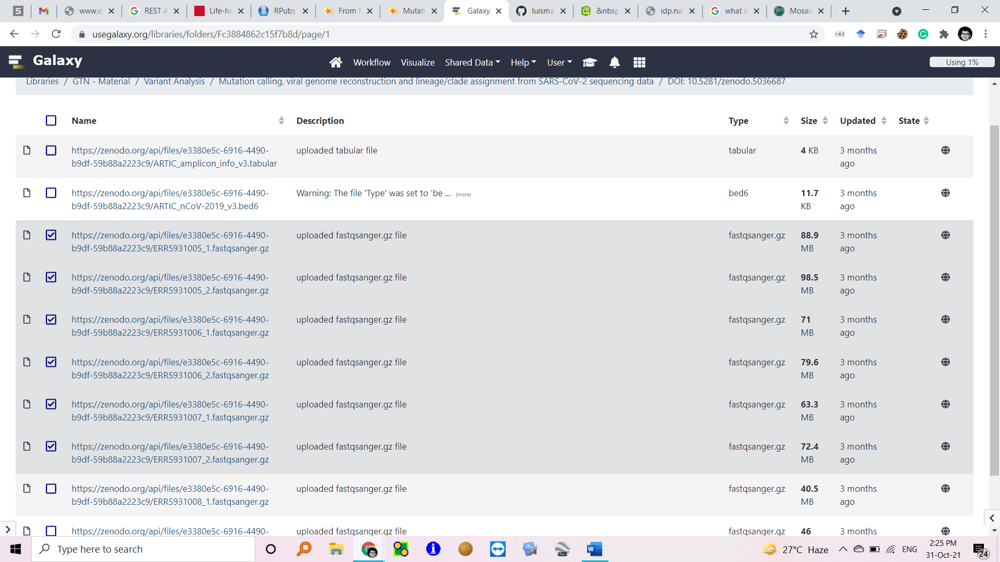 www.e
REST A
Life-his
RPubs
From N
Mutati
Galaxy
luisma
&nbsp
idp.nat
what is
Mosaic
usegalaxy.org/libraries/folders/Fc3884862c15f7b8d/page/1
Galaxy
Workflow Visualize Shared Data Help User
Using 1%
Libraries / GTN - Material / Variant Analysis / Mutation calling, viral genome reconstruction and lineage/clade assignment from SARS-CoV-2 sequencing data / DOI: 10.5281/zenodo.5036687
Name Description Type Size Updated State
https://zenodo.org/api/files/e3380e5c-6916-4490- uploaded tabular file tabular 4 KB 3 months
b9df-59b88a2223c9/ARTIC_amplicon_info_v3.tabular ago
https://zenodo.org/api/files/e3380e5c-6916-4490- Warning: The file 'Type' was set to 'be ... (more) bed6 11.7 3 months
b9df-59b88a2223c9/ARTIC_nCoV-2019_v3.bed6 KB ago
https://zenodo.org/api/files/e3380e5c-6916-4490- uploaded fastqsanger.gz file fastqsanger.gz 88.9 3 months
b9df-59b88a2223c9/ERR5931005_1.fastqsanger.gz MB ago
https://zenodo.org/api/files/e3380e5c-6916-4490- uploaded fastqsanger.gz file fastqsanger.gz 98.5 3 months
b9df-59b88a2223c9/ERR5931005_2.fastqsanger.gz MB ago
https://zenodo.org/api/files/e3380e5c-6916-4490- uploaded fastqsanger.gz file fastqsanger.gz 71 3 months
b9df-59b88a2223c9/ERR5931006_1.fastqsanger.gz MB ago
https://zenodo.org/api/files/e3380e5c-6916-4490- uploaded fastqsanger.gz file fastqsanger.gz 79.6 3 months
b9df-59b88a2223c9/ERR5931006_2.fastqsanger.gz MB ago
https://zenodo.org/api/files/e3380e5c-6916-4490- uploaded fastqsanger.gz file fastqsanger.gz 63.3 3 months
b9df-59b88a2223c9/ERR5931007_1.fastqsanger.gz MB ago
https://zenodo.org/api/files/e3380e5c-6916-4490- uploaded fastqsanger.gz file fastqsanger.gz 72.4 3 months
b9df-59b88a2223c9/ERR5931007_2.fastqsanger.gz MB ago
https://zenodo.org/api/files/e3380e5c-6916-4490- uploaded fastqsanger.gz file fastqsanger.gz 40.5 3 months
b9df-59b88a2223c9/ERR5931008_1.fastqsanger.gz MB ago
https://zenodo.org/api/files/e3380e5c-6916-4490- uploaded fastqsanger.gz file fastqsanger.gz 46 3 months
Type here to search
27°C Haze
ENG
2:25 PM
31-Oct-21
24